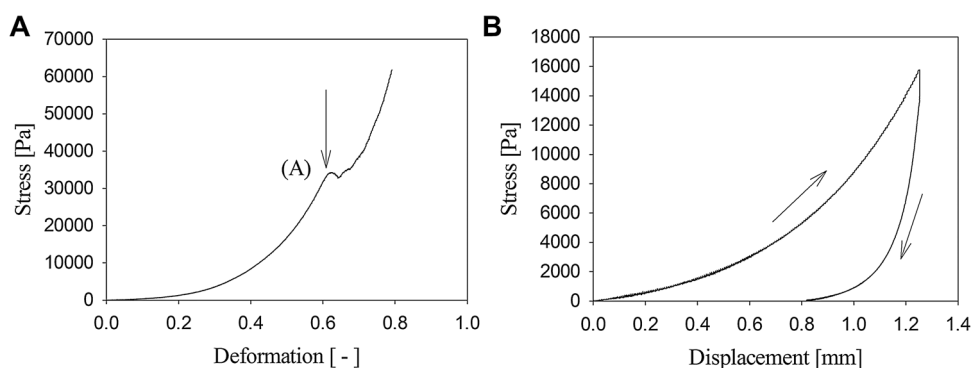 A
70000
60000
50000
40000
30000
20000
10000
0
0.0 0.2 0.4 0.6 0.8 1.0
Stress [Pa]
Deformation [ - ]
(A)
B
18000
16000
14000
12000
10000
8000
6000
4000
2000
0
0.0 0.2 0.4 0.6 0.8 1.0 1.2 1.4
Stress [Pa]
Displacement [mm]